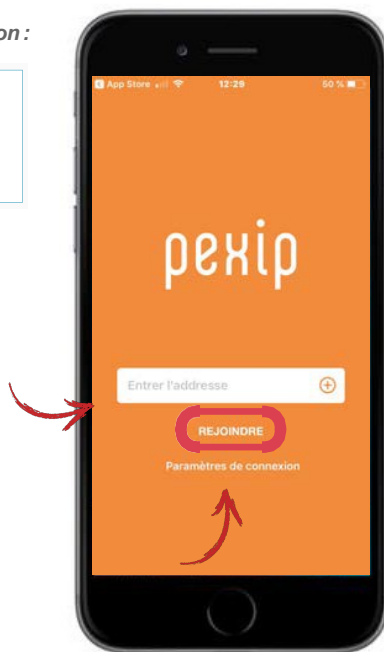 on :
App Store 12:29 50 %
pexip
Entrer l'addresse
REJOINDRE
Paramètres de connexion